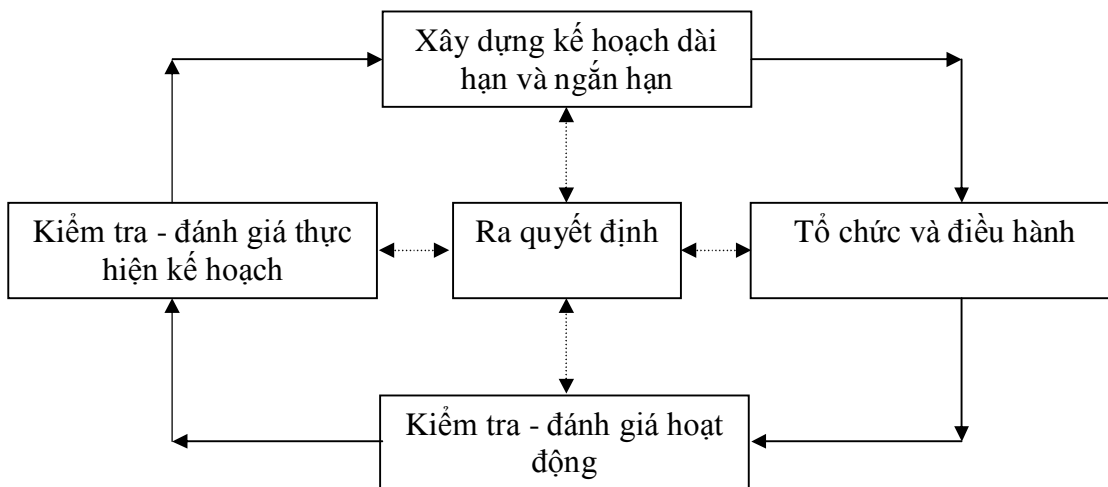 Xây dựng kế hoạch dài
hạn và ngắn hạn
Kiểm tra - đánh giá thực
hiện kế hoạch
Ra quyết định
Tổ chức và điều hành
Kiểm tra - đánh giá hoạt
động